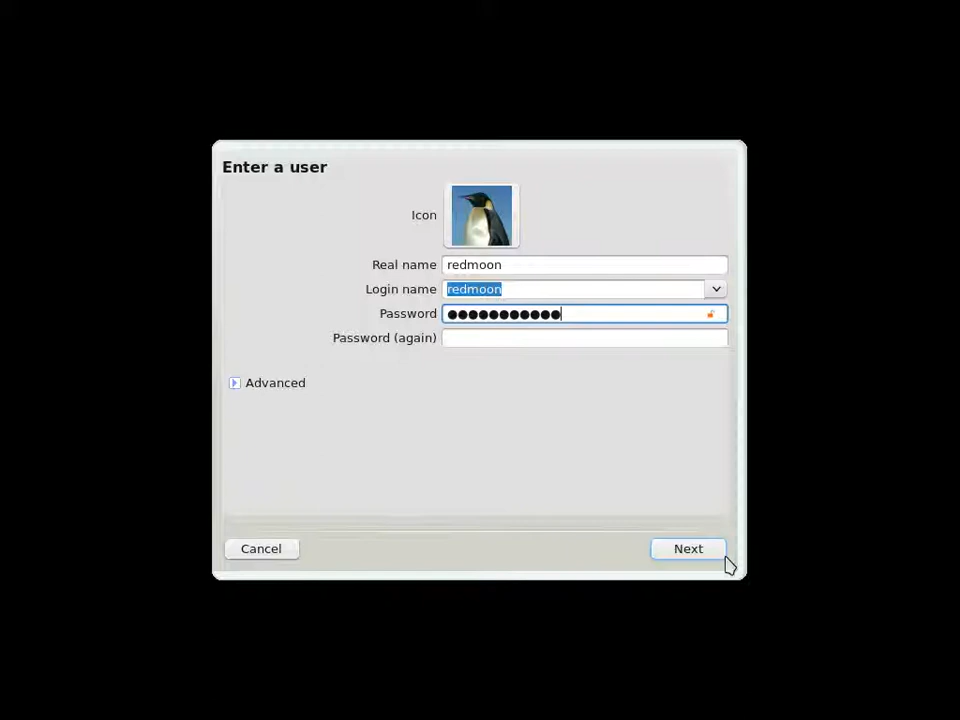 Enter a user
Icon
Real name redmoon
Login name redmoon
Password ●●●●●●●●●●●
Password (again)
Advanced
Cancel Next